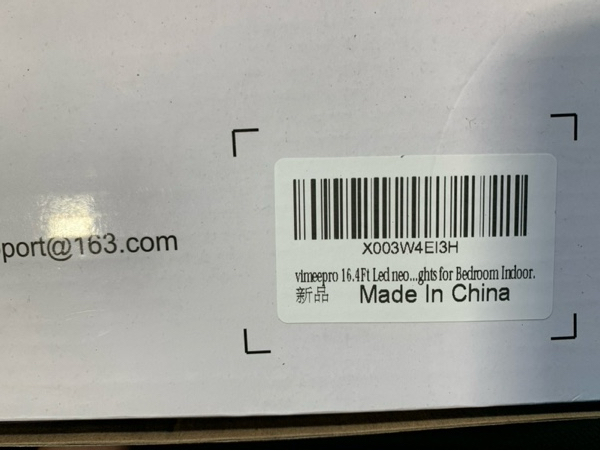 port@163.com
X003W4EI3H
vimeepro 16.4Ft Led neo...ghts for Bedroom Indoor.
新品 Made In China